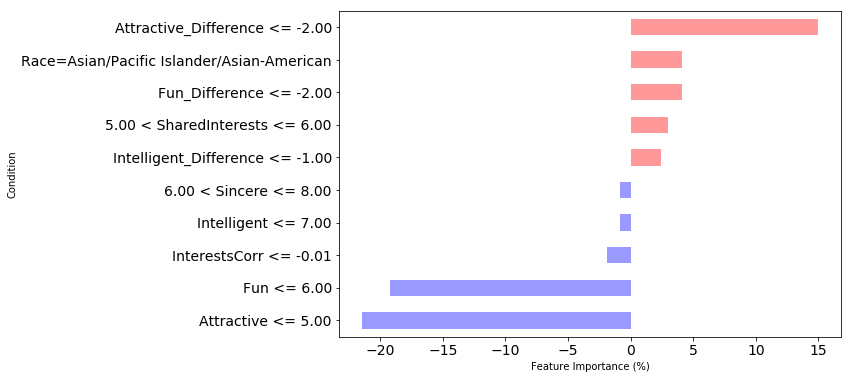 Attractive_Difference <= -2.00
Race=Asian/Pacific Islander/Asian-American
Fun_Difference <= -2.00
5.00 < SharedInterests <= 6.00
Intelligent_Difference <= -1.00
6.00 < Sincere <= 8.00
Intelligent <= 7.00
InterestsCorr <= -0.01
Fun <= 6.00
Attractive <= 5.00
Condition
−20 −15 −10 −5 0 5 10 15
Feature Importance (%)